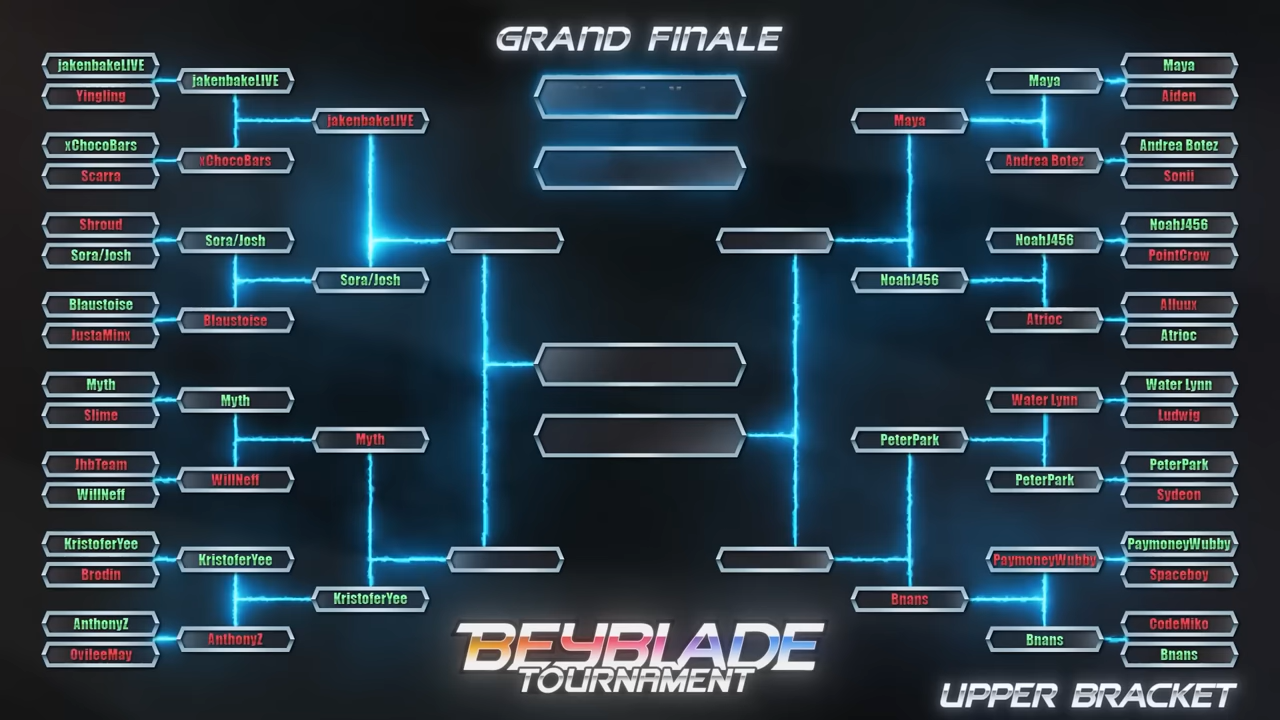 GRAND FINALE
jakenbakeLIVE
Yingling
xChocoBars
Scarra
Shroud
Sora/Josh
Blaustoise
JustaMinx
Myth
Slime
JhbTeam
WillNeff
KristoferYee
Brodin
AnthonyZ
OvileeMay
jakenbakeLIVE
xChocoBars
Sora/Josh
Blaustoise
Myth
WillNeff
KristoferYee
AnthonyZ
jakenbakeLIVE
Sora/Josh
Myth
KristoferYee
Maya
NoahJ456
PeterPark
Bnans
Maya
Andrea Botez
NoahJ456
Atrioc
Water Lynn
PeterPark
PaymoneyWubby
Bnans
Maya
Aiden
Andrea Botez
Sonii
NoahJ456
PointCrow
Alluux
Atrioc
Water Lynn
Ludwig
PeterPark
Sydeon
PaymoneyWubby
Spaceboy
CodeMiko
Bnans
BEYBLADE
TOURNAMENT
UPPER BRACKET